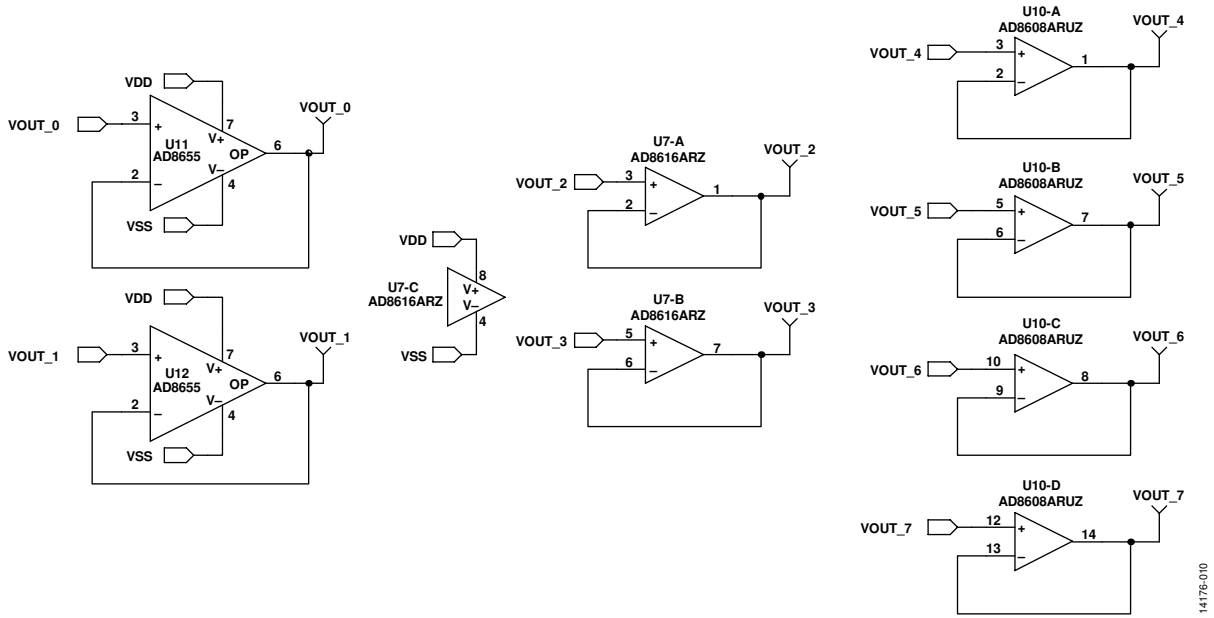 VDD
VOUT_0
3
+
7
V+
U11
AD8655
OP
6
VOUT_0
2
–
V–
4
VSS
VDD
VOUT_1
3
+
7
V+
U12
AD8655
OP
6
VOUT_1
2
–
V–
4
VSS
VDD
8
U7-C
AD8616ARZ
V+
V–
4
VSS
U7-A
AD8616ARZ
VOUT_2
3
+
2
–
1
VOUT_2
U7-B
AD8616ARZ
VOUT_3
5
+
6
–
7
VOUT_3
U10-A
AD8608ARUZ
VOUT_4
3
+
2
–
1
VOUT_4
U10-B
AD8608ARUZ
VOUT_5
5
+
6
–
7
VOUT_5
U10-C
AD8608ARUZ
VOUT_6
10
+
9
–
8
VOUT_6
U10-D
AD8608ARUZ
VOUT_7
12
+
13
–
14
VOUT_7
14176-010